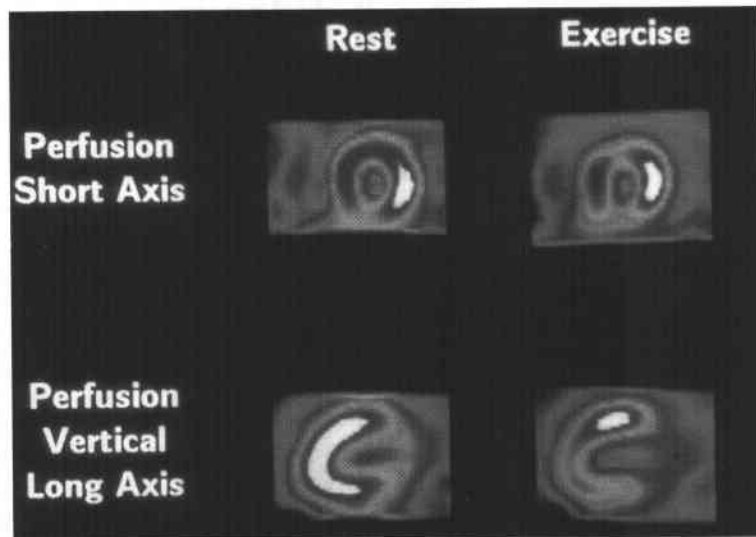 Rest
Exercise
Perfusion
Short Axis
Perfusion
Vertical
Long Axis